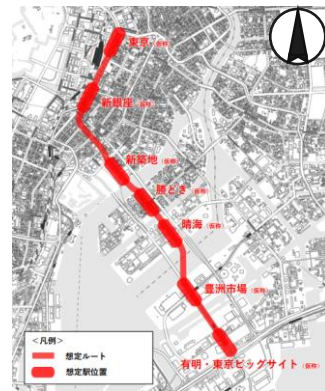 東京（仮称）
新銀座（仮称）
新築地（仮称）
勝どき（仮称）
晴海（仮称）
豊洲市場（仮称）
有明・東京ビッグサイト（仮称）
＜凡例＞
想定ルート
想定駅位置